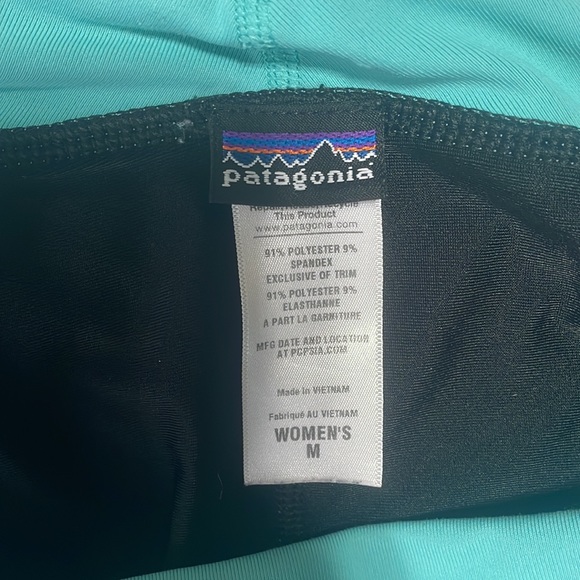 patagonia
This Product
www.patagonia.com
91% POLYESTER 9%
SPANDEX
EXCLUSIVE OF TRIM
91% POLYESTER 9%
ELASTHANNE
A PART LA GARNITURE
MFG DATE AND LOCATION
AT PCPSIA.COM
Made in VIETNAM
Fabriqué AU VIETNAM
WOMEN'S
M